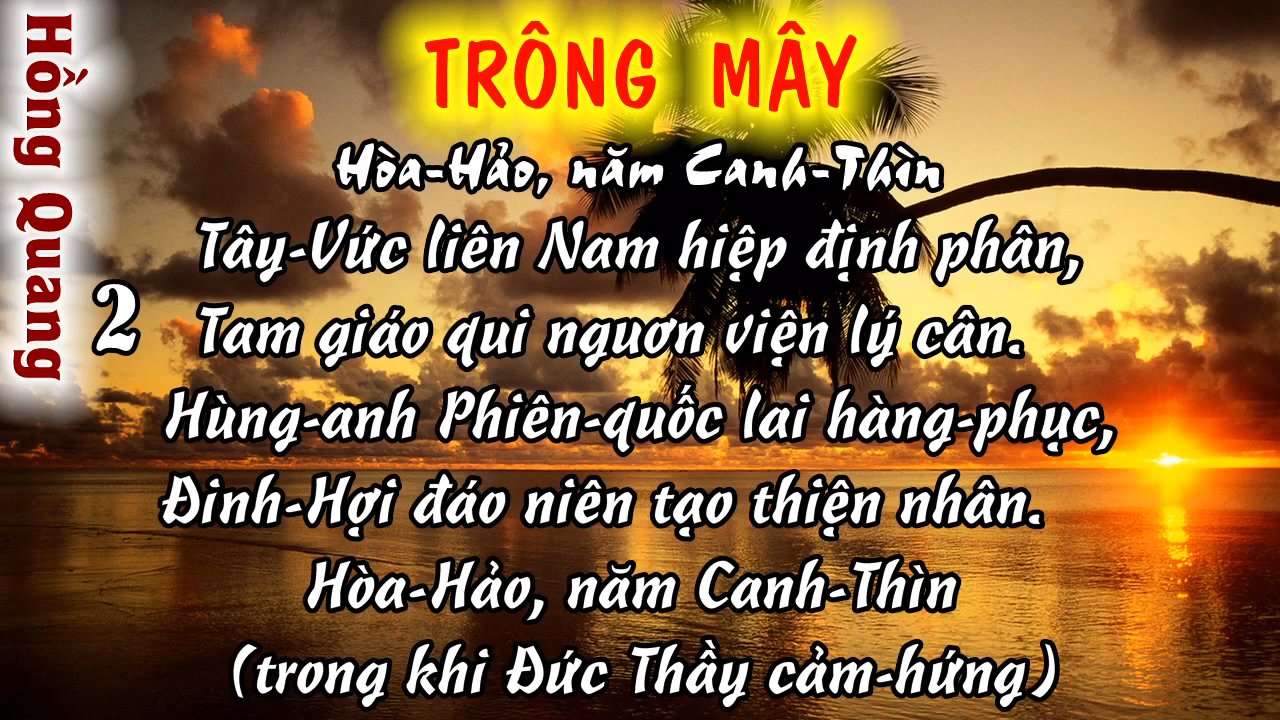 Hồng Quang
TRÔNG MÂY
Hòa-Hảo, năm Canh-Thìn
Tây-Vức liên Nam hiệp định phân,
2
Tam giáo qui nguơn viện lý cân.
Hùng-anh Phiên-quốc lai hàng-phục,
Đinh-Hợi đáo niên tạo thiện nhân.
Hòa-Hảo, năm Canh-Thìn
(trong khi Đức Thầy cảm-hứng)